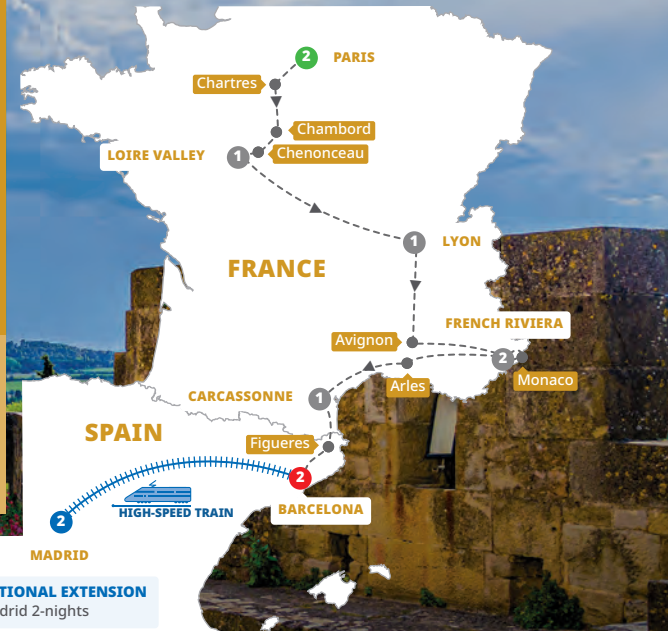 2 PARIS
Chartres
Chambord
LOIRE VALLEY 1 Chenonceau
1 LYON
FRANCE
FRENCH RIVIERA
Avignon
2
Monaco
Arles
CARCASSONNE 1
SPAIN
Figueres
2
BARCELONA
HIGH-SPEED TRAIN
2
MADRID
TIONAL EXTENSION
drid 2-nights